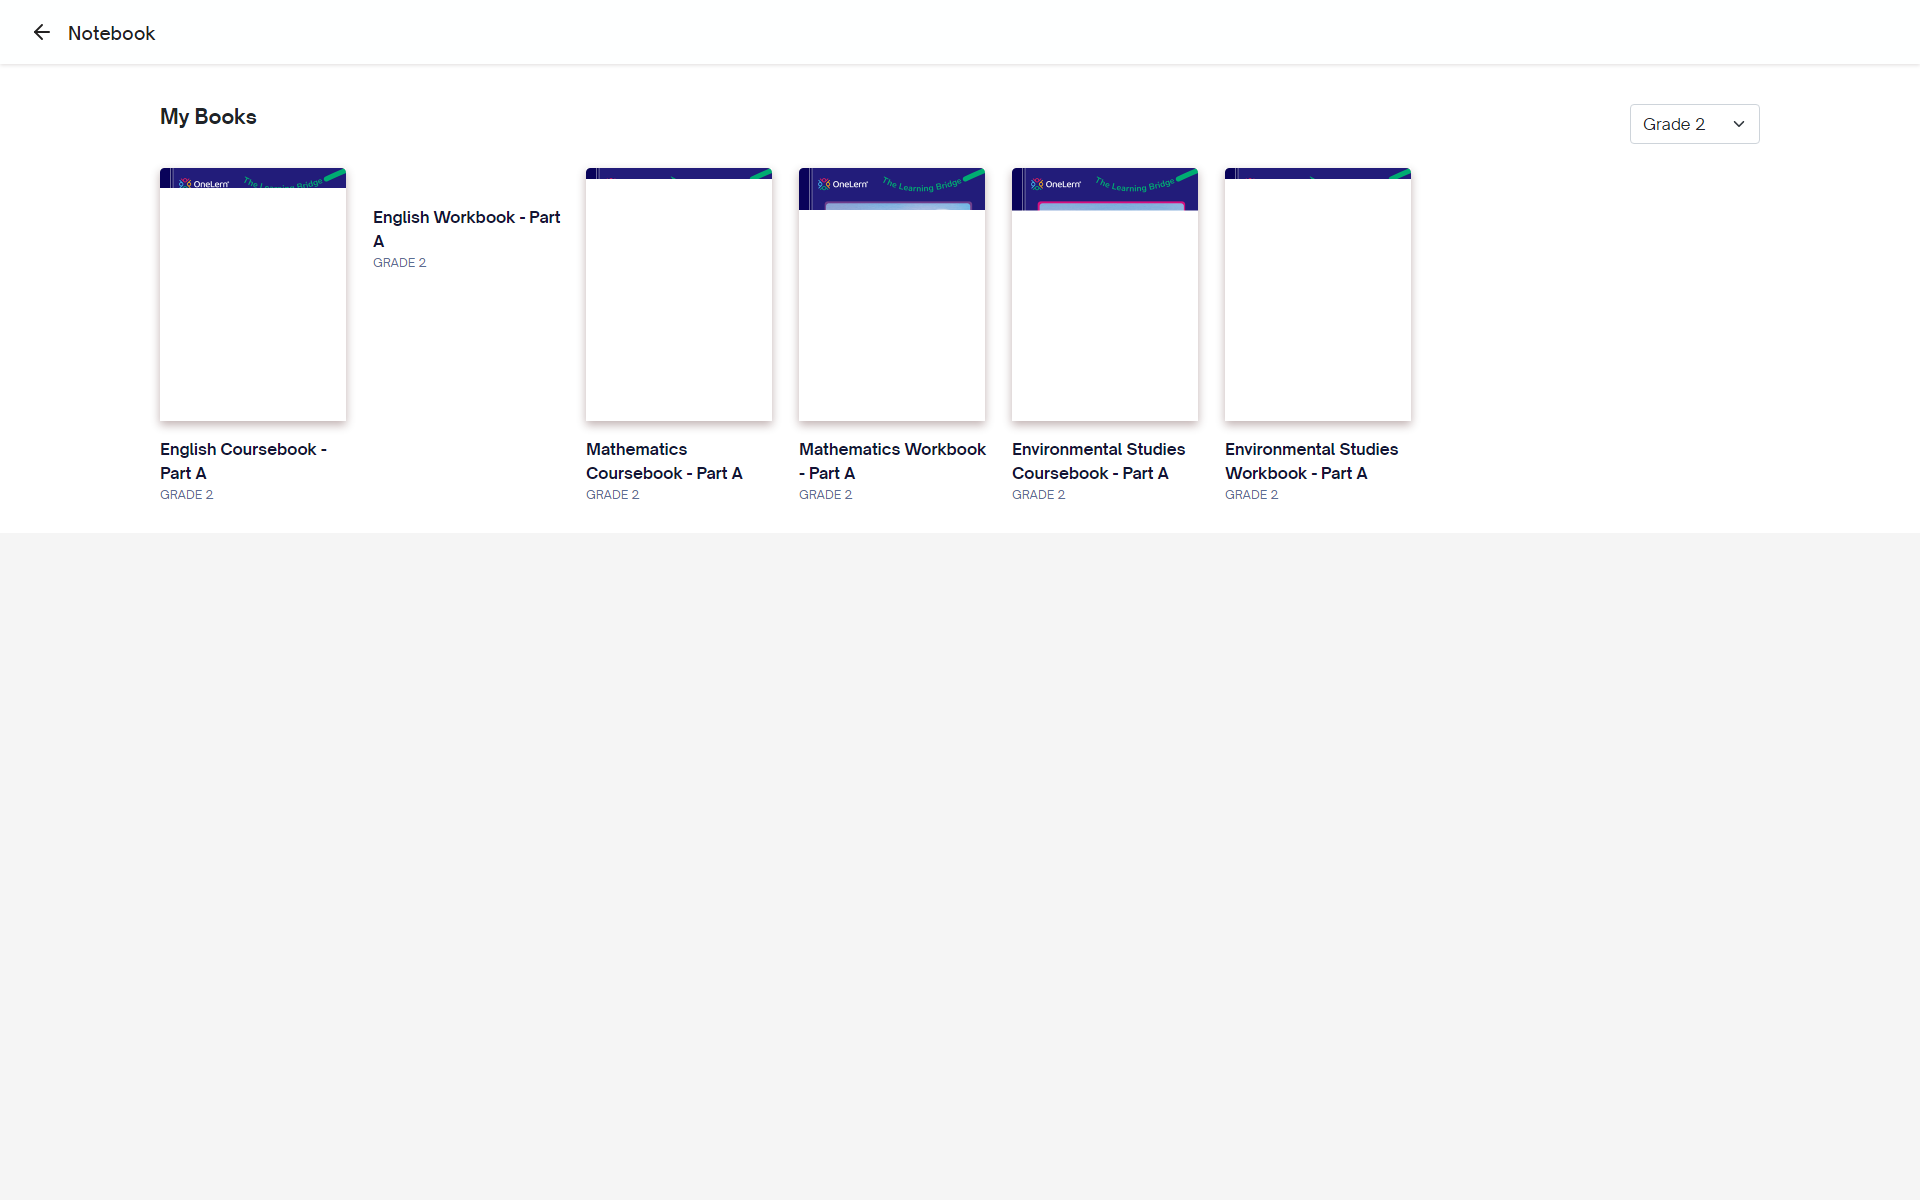 Notebook
My Books
Grade 2
OneLern
The Learning Bridge
English Coursebook -
Part A
GRADE 2
English Workbook - Part
A
GRADE 2
Mathematics
Coursebook - Part A
GRADE 2
OneLern
The Learning Bridge
Mathematics Workbook
- Part A
GRADE 2
OneLern
The Learning Bridge
Environmental Studies
Coursebook - Part A
GRADE 2
Environmental Studies
Workbook - Part A
GRADE 2